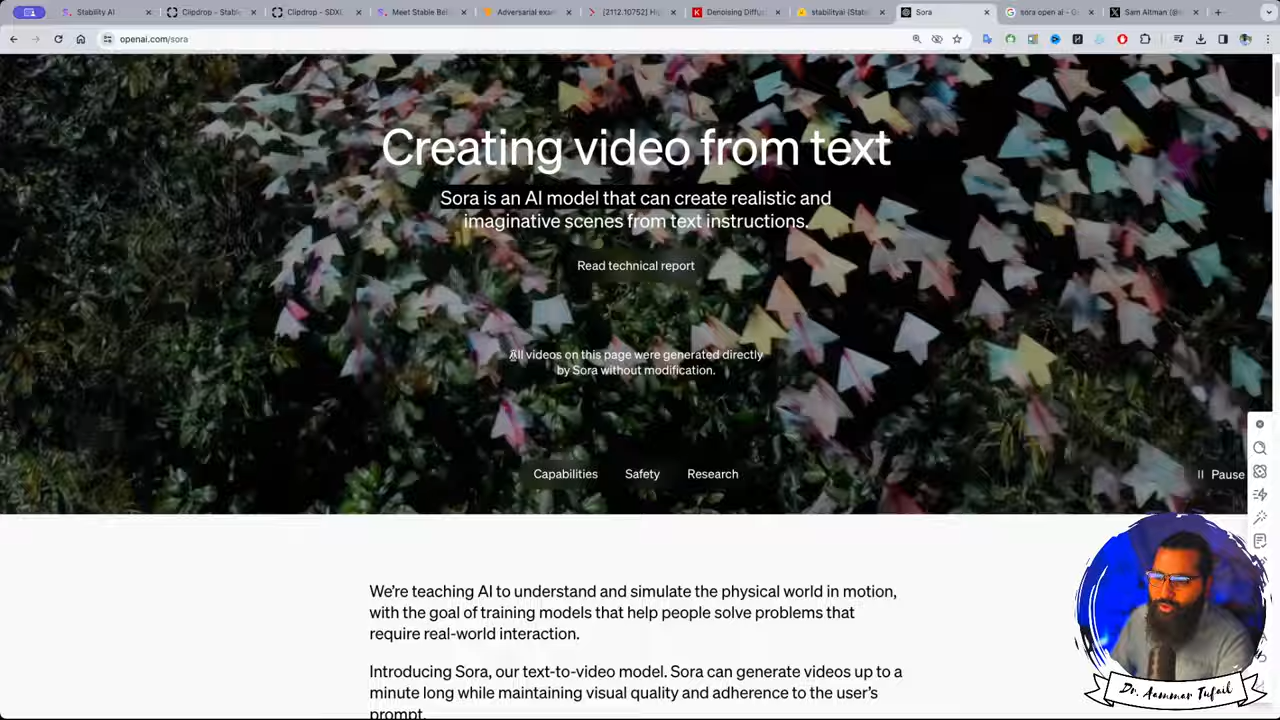 Stability AI
Clipdrop - Stabl
Clipdrop - SDXL
Meet Stable Bel
Adversarial exa
[2112.10752] Hi
Denoising Diffu
stabilityai (Stat
Sora
sora open ai - G
Sam Altman (@
openai.com/sora
Creating video from text
Sora is an AI model that can create realistic and
imaginative scenes from text instructions.
Read technical report
All videos on this page were generated directly
by Sora without modification.
Capabilities
Safety
Research
Pause
We're teaching AI to understand and simulate the physical world in motion,
with the goal of training models that help people solve problems that
require real-world interaction.
Introducing Sora, our text-to-video model. Sora can generate videos up to a
minute long while maintaining visual quality and adherence to the user's
prompt.
Dr. Aammar Tufail